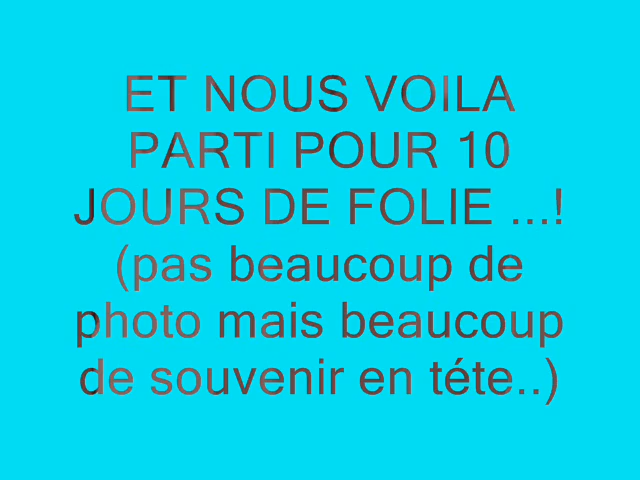 ET NOUS VOILA
PARTI POUR 10
JOURS DE FOLIE ...!
(pas beaucoup de
photo mais beaucoup
de souvenir en téte..)